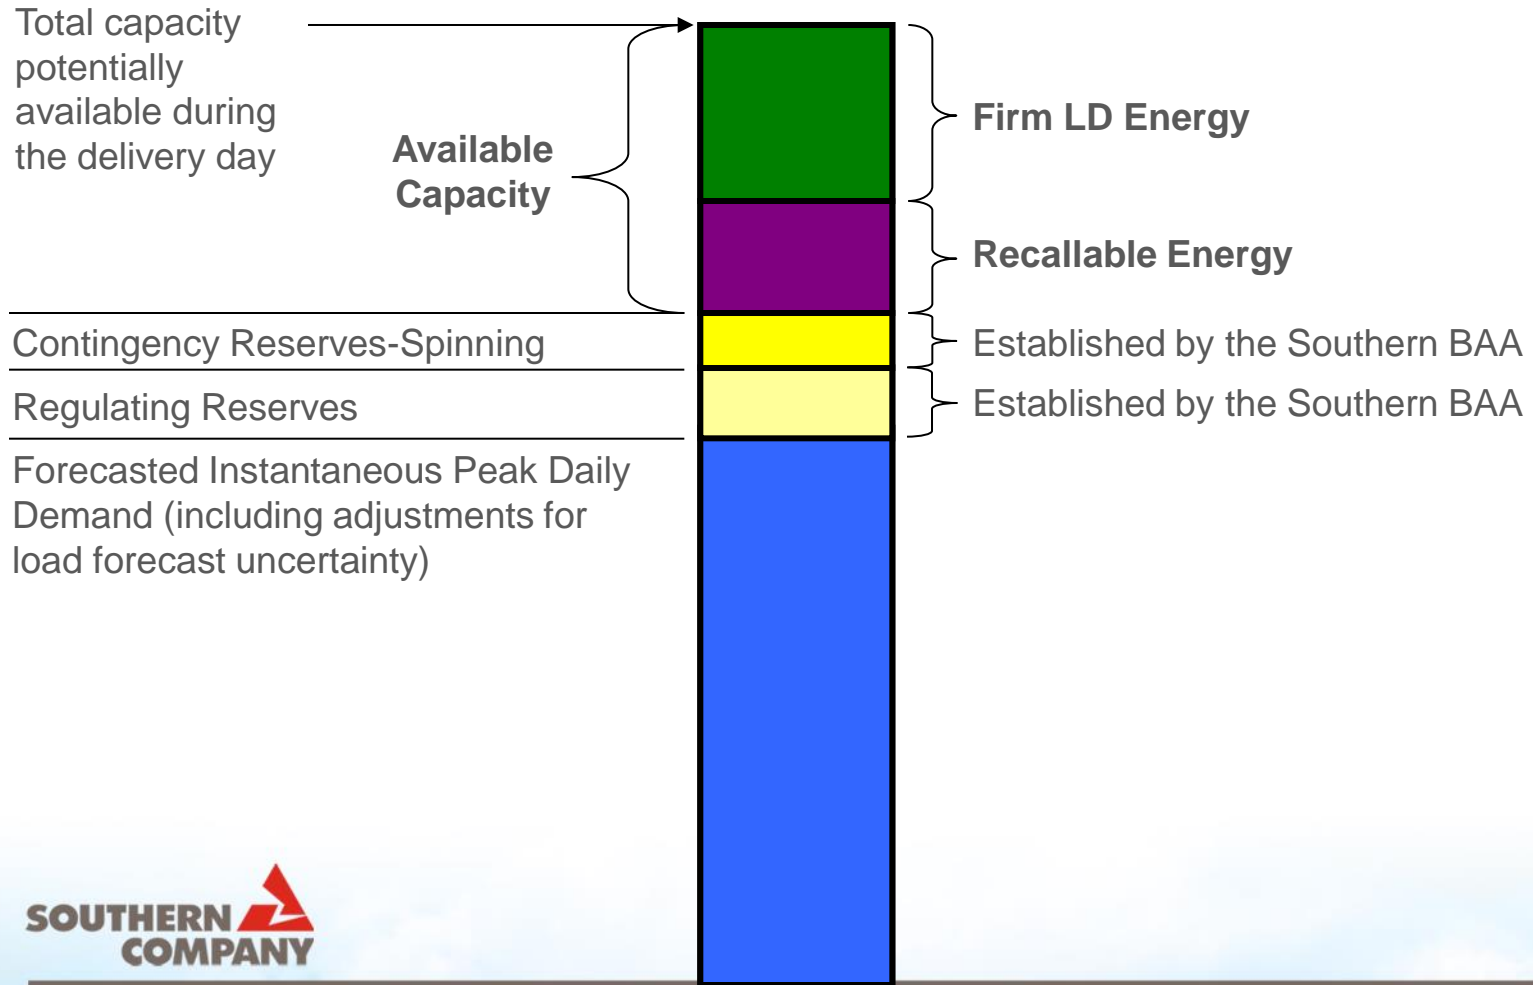 Total capacity
potentially
available during
the delivery day
Available
Capacity
Firm LD Energy
Recallable Energy
Contingency Reserves-Spinning
Established by the Southern BAA
Regulating Reserves
Established by the Southern BAA
Forecasted Instantaneous Peak Daily
Demand (including adjustments for
load forecast uncertainty)
SOUTHERN
COMPANY